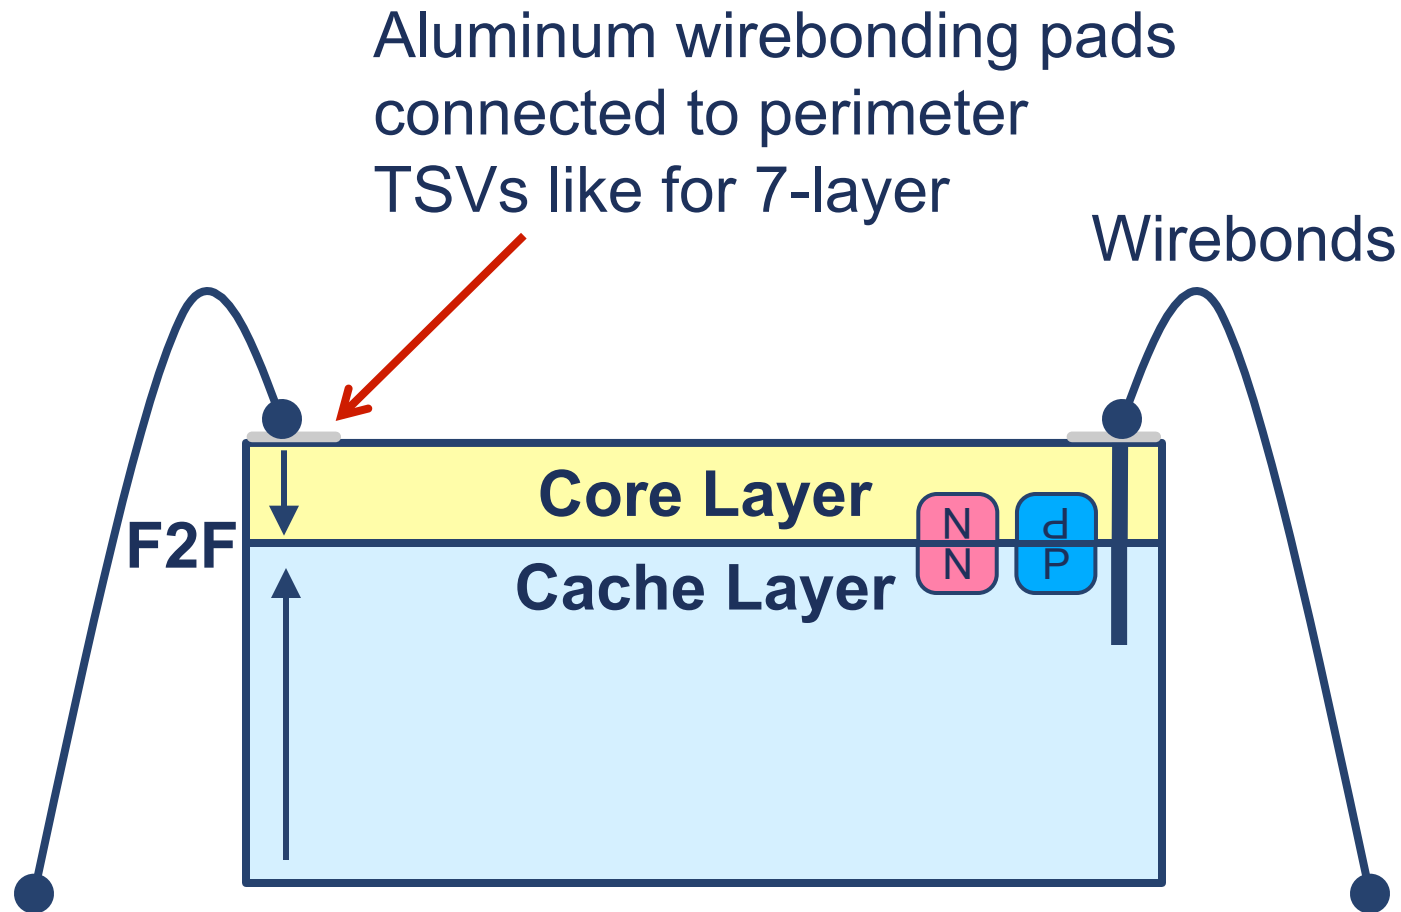 Aluminum wirebonding pads
connected to perimeter
TSVs like for 7-layer
Wirebonds
Core Layer
N P
F2F
N P
Cache Layer